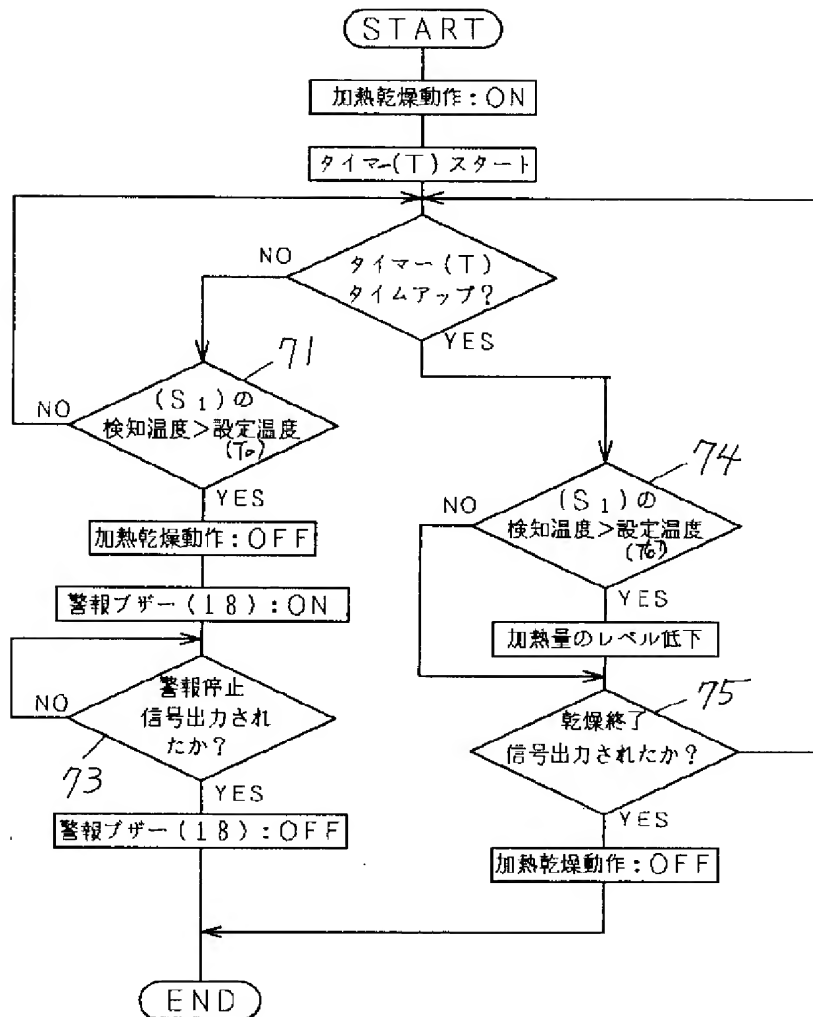 START
加熱乾燥動作:ON
タイマー(T)スタート
NO
タイマー(T)
タイムアップ?
YES
71
NO
(S1)の
検知温度>設定温度
(To)
YES
加熱乾燥動作:OFF
警報ブザー(18):ON
NO
警報停止
信号出力され
たか?
73
YES
警報ブザー(18):OFF
74
NO
(S1)の
検知温度>設定温度
YES
加熱量のレベル低下
75
乾燥終了
信号出力されたか?
YES
加熱乾燥動作:OFF
END